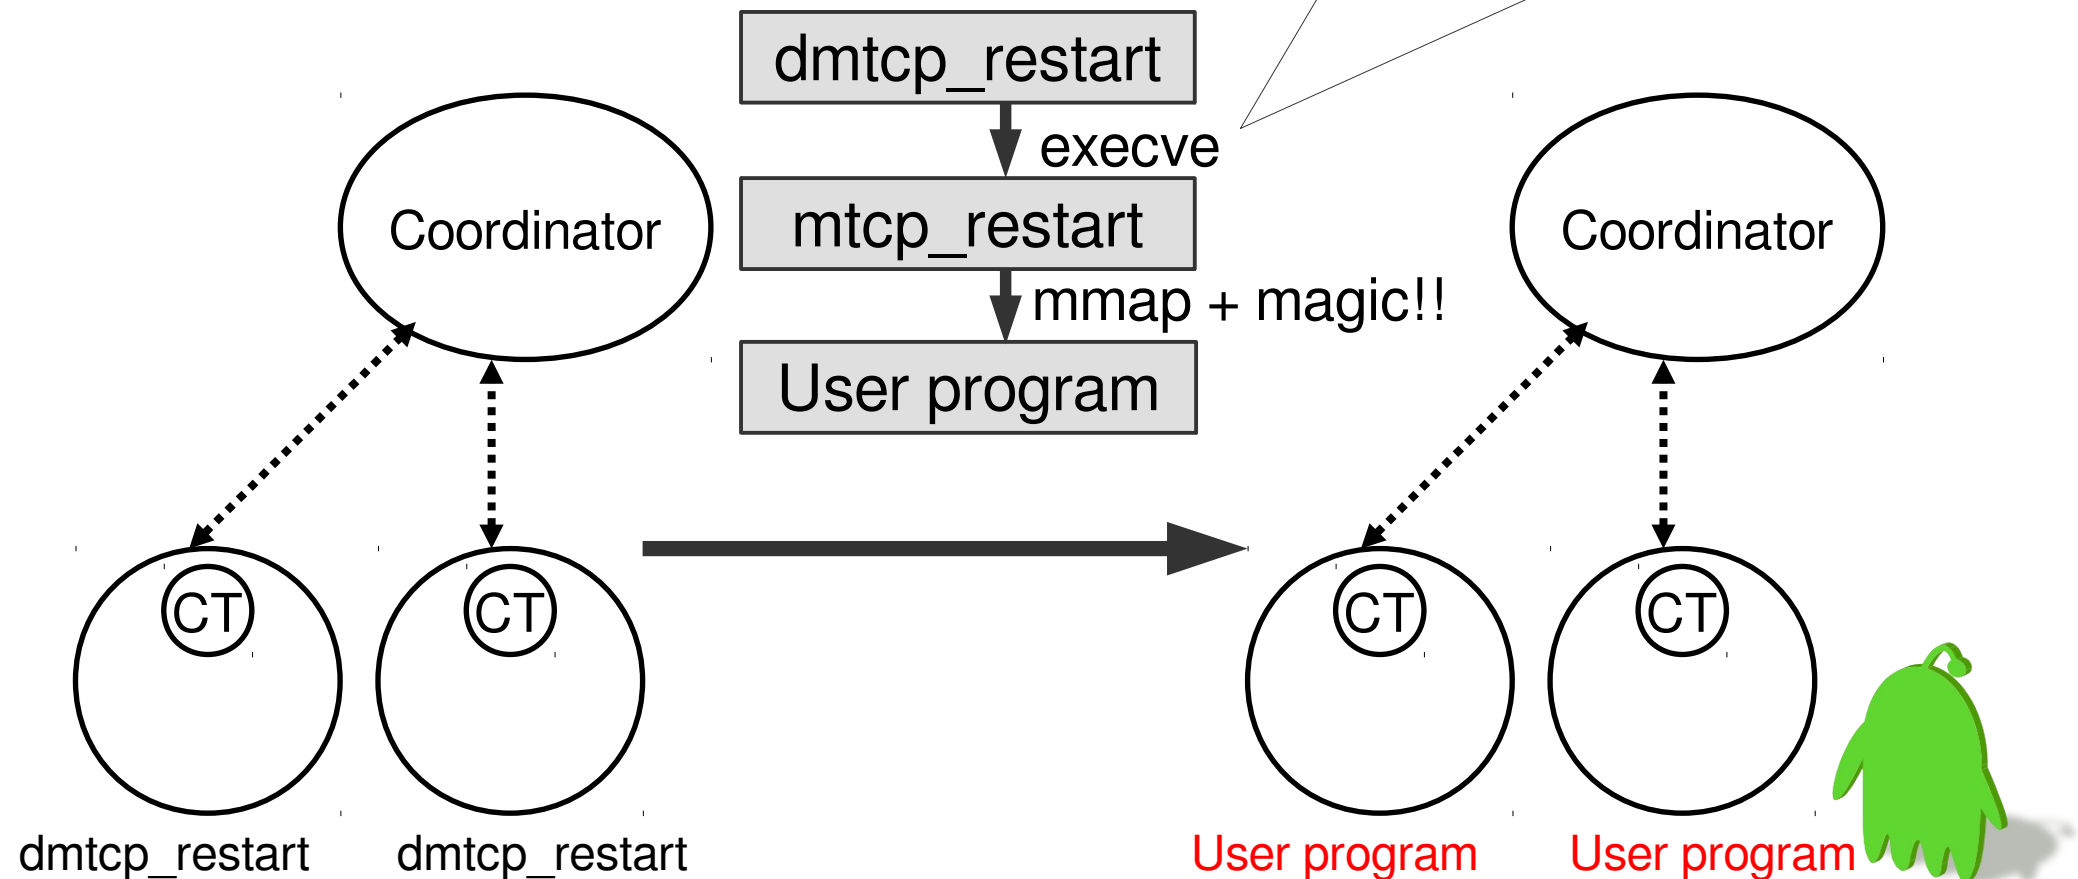 dmtcp_restart
execve
mtcp_restart
mmap + magic!!
User program
Coordinator
CT
CT
dmtcp_restart
dmtcp_restart
Coordinator
CT
CT
User program
User program